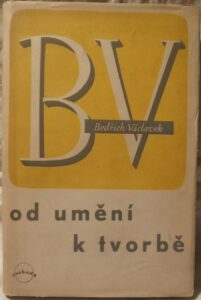 BV
Bedřich Václavek
od umění
k tvorbě
svoboda